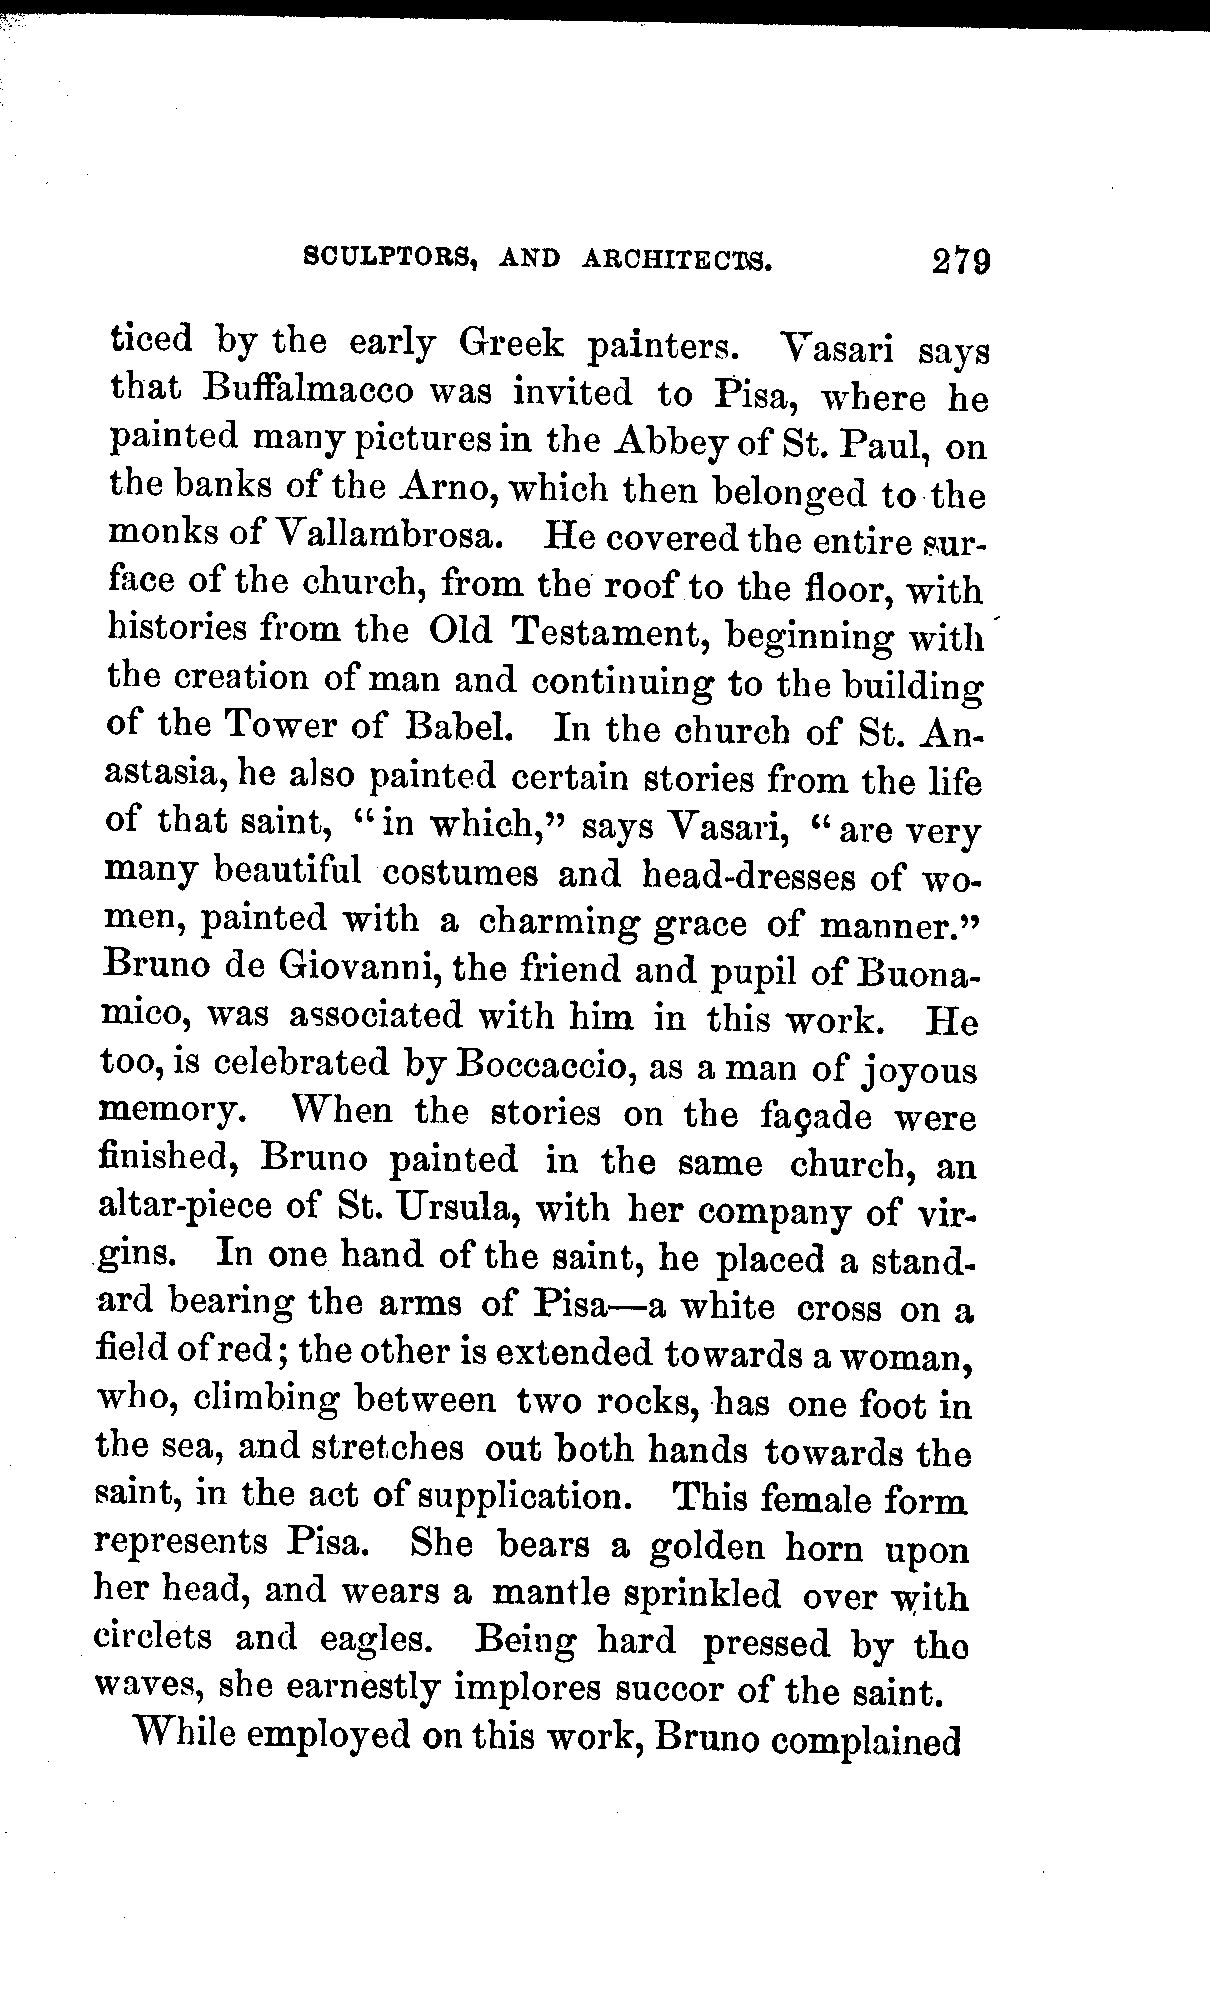 SCULPTORS, AND ARCHITECTS. 279
ticed by the early Greek painters. Vasari says
that Buffalmacco was invited to Pisa, where he
painted many pictures in the Abbey of St. Paul, on
the banks of the Arno, which then belonged to the
monks of Vallambrosa. He covered the entire sur-
face of the church, from the roof to the floor, with
histories from the Old Testament, beginning with
the creation of man and continuing to the building
of the Tower of Babel. In the church of St. An-
astasia, he also painted certain stories from the life
of that saint, “in which,” says Vasari, “are very
many beautiful costumes and head-dresses of wo-
men, painted with a charming grace of manner.”
Bruno de Giovanni, the friend and pupil of Buona-
mico, was associated with him in this work. He
too, is celebrated by Boccaccio, as a man of joyous
memory. When the stories on the façade were
finished, Bruno painted in the same church, an
altar-piece of St. Ursula, with her company of vir-
gins. In one hand of the saint, he placed a stand-
ard bearing the arms of Pisa—a white cross on a
field of red; the other is extended towards a woman,
who, climbing between two rocks, has one foot in
the sea, and stretches out both hands towards the
saint, in the act of supplication. This female form
represents Pisa. She bears a golden horn upon
her head, and wears a mantle sprinkled over with
circlets and eagles. Being hard pressed by the
waves, she earnestly implores succor of the saint.
While employed on this work, Bruno complained